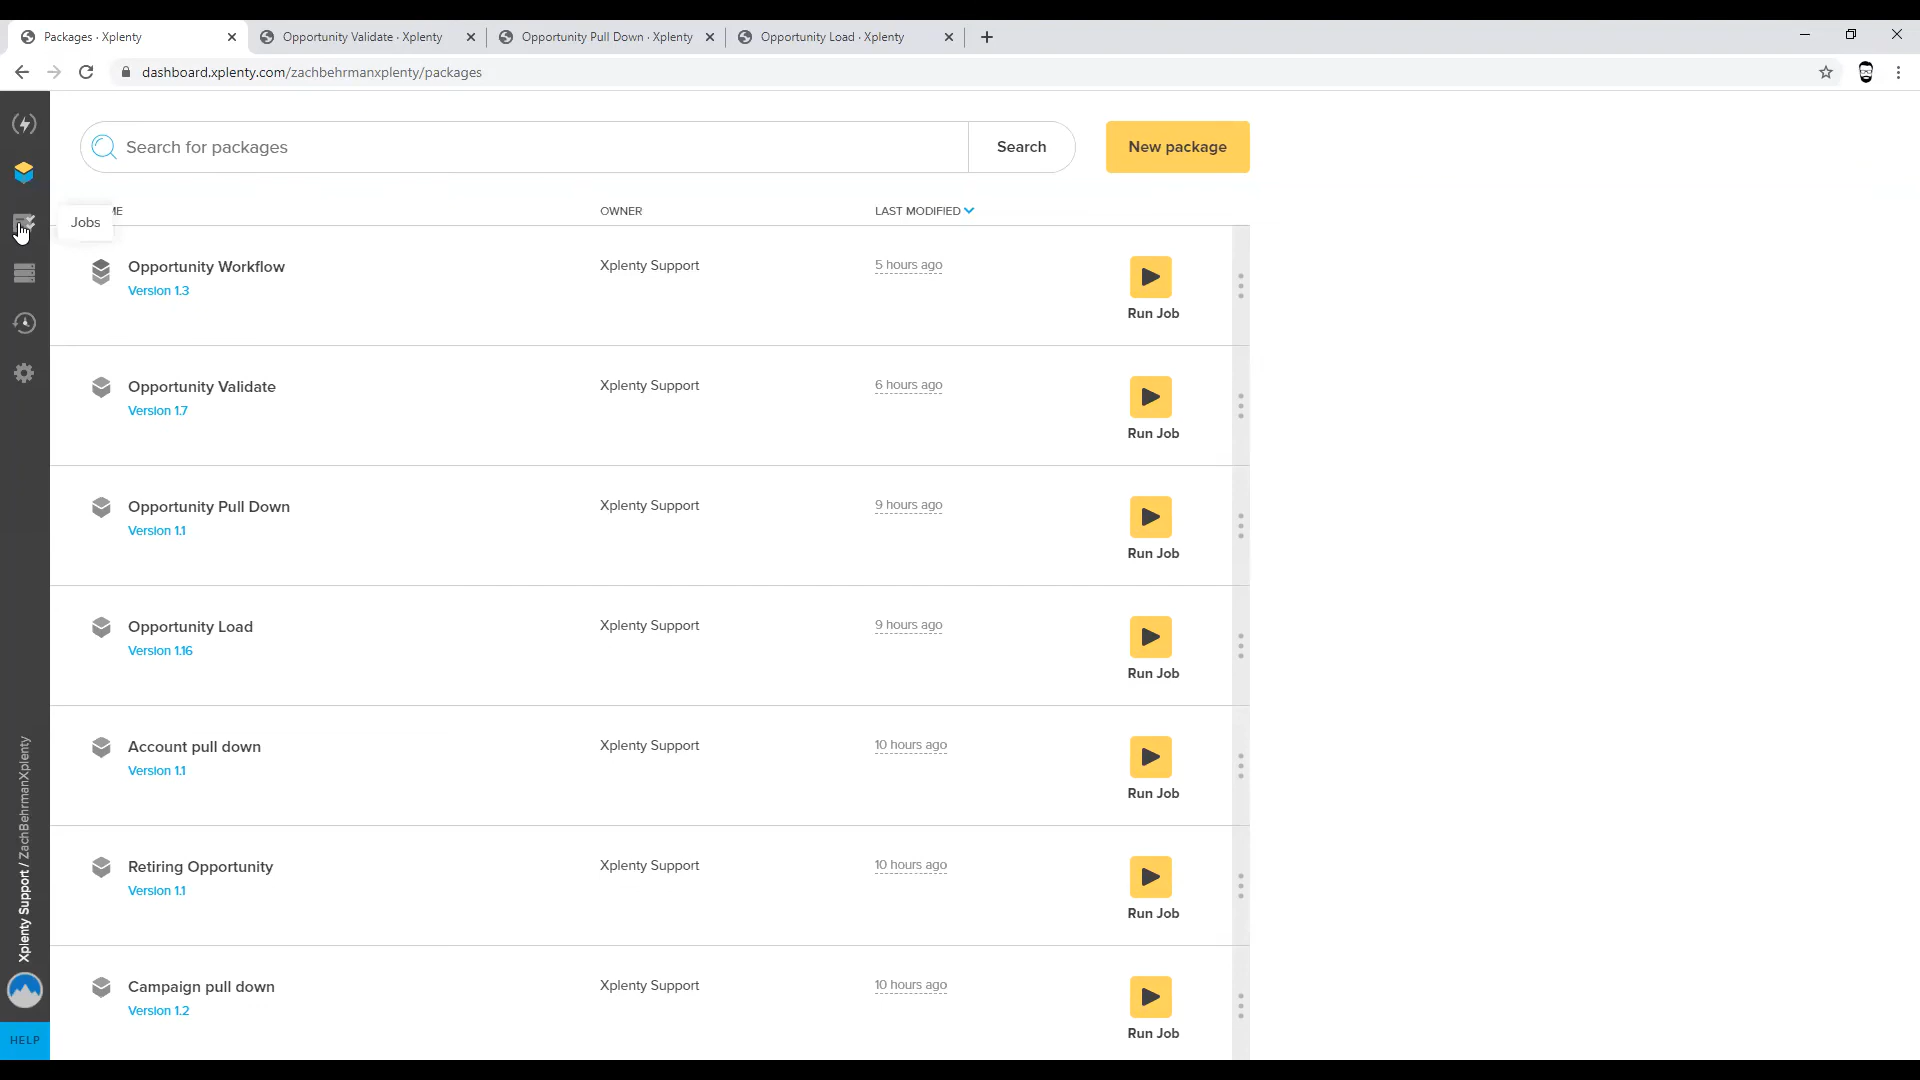 Packages · Xplenty
Opportunity Validate · Xplenty
Opportunity Pull Down · Xplenty
Opportunity Load · Xplenty
dashboard.xplenty.com/zachbehrmanxplenty/packages
Search for packages
Search
New package
Jobs
ME
OWNER
LAST MODIFIED
Opportunity Workflow
Version 1.3
Xplenty Support
5 hours ago
Run Job
Opportunity Validate
Version 1.7
Xplenty Support
6 hours ago
Run Job
Opportunity Pull Down
Version 1.1
Xplenty Support
9 hours ago
Run Job
Opportunity Load
Version 1.16
Xplenty Support
9 hours ago
Run Job
Account pull down
Version 1.1
Xplenty Support
10 hours ago
Run Job
Retiring Opportunity
Version 1.1
Xplenty Support
10 hours ago
Run Job
Campaign pull down
Version 1.2
Xplenty Support
10 hours ago
Run Job
Xplenty Support / ZachBehrmanXplenty
HELP